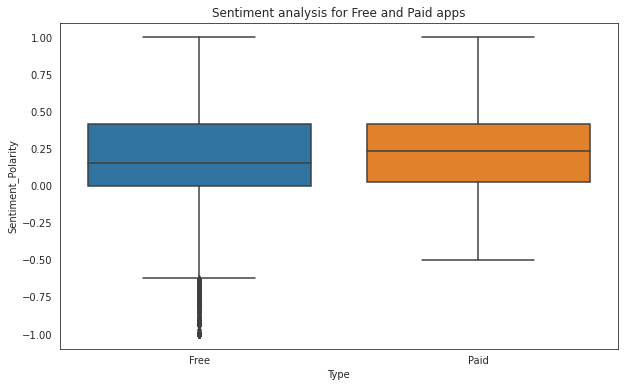 Sentiment analysis for Free and Paid apps
1.00
0.75
0.50
0.25
0.00
−0.25
−0.50
−0.75
−1.00
Sentiment_Polarity
Free
Paid
Type